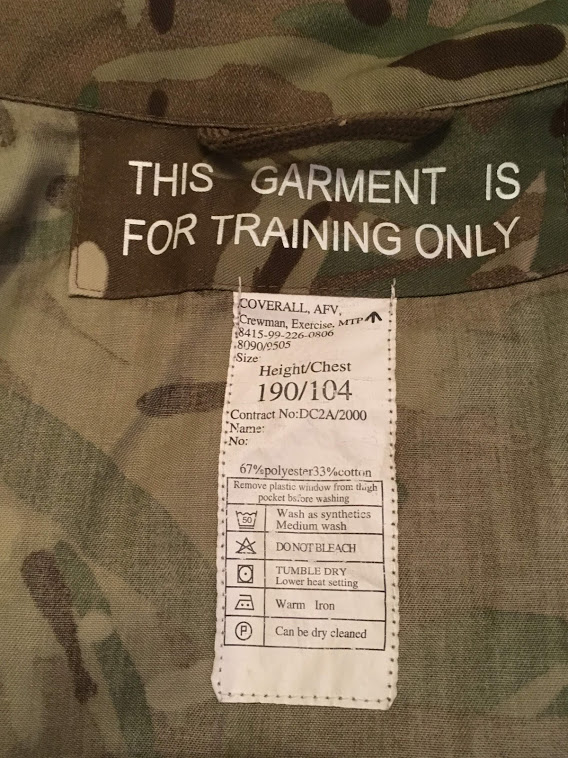 THIS GARMENT IS
FOR TRAINING ONLY
COVERALL, AFV,
Crewman, Exercise, MTP
8415-99-226-0806
8090/9505
Size:
Height/Chest
190/104
Contract No:DC2A/2000
Name:
No:
67%polyester33%cotton
Remove plastic window from thigh
pocket before washing
50
Wash as synthetics
Medium wash
DO NOT BLEACH
TUMBLE DRY
Lower heat setting
Warm Iron
P
Can be dry cleaned